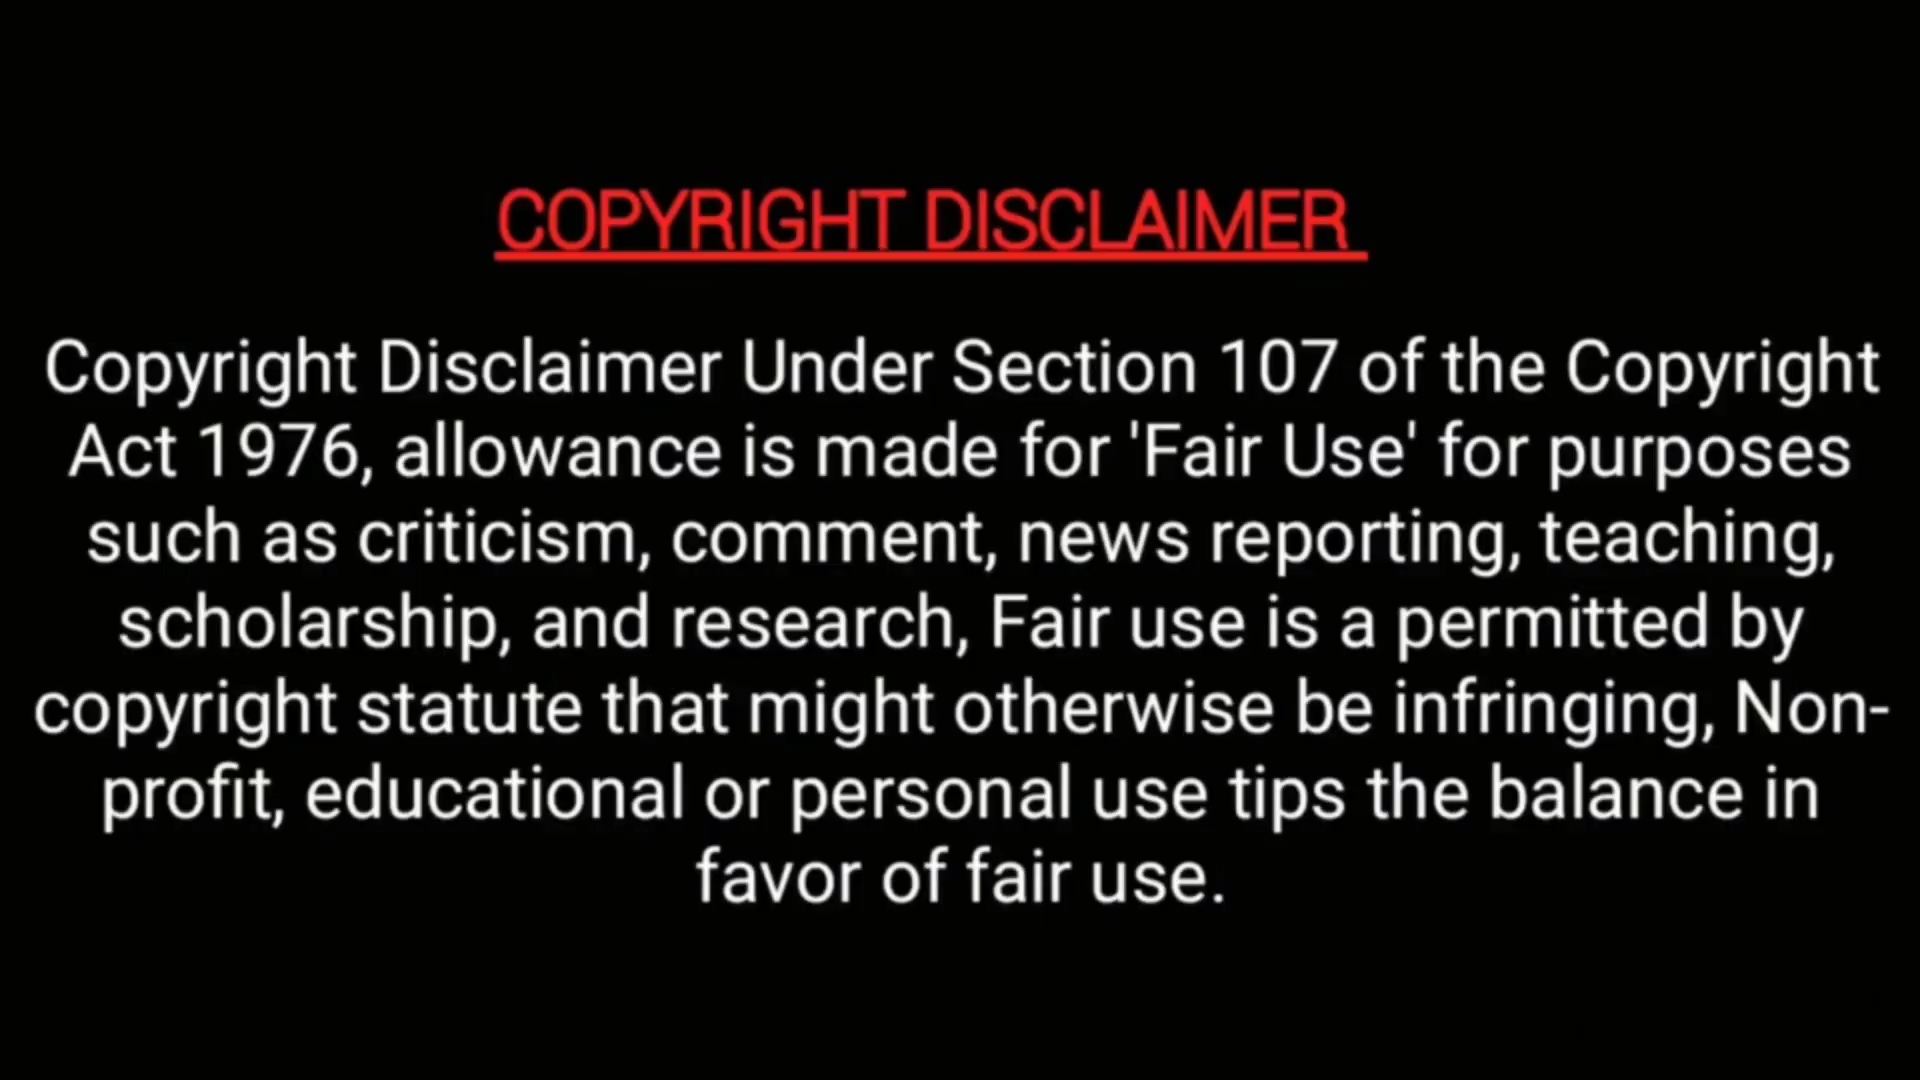 COPYRIGHT DISCLAIMER
Copyright Disclaimer Under Section 107 of the Copyright
Act 1976, allowance is made for 'Fair Use' for purposes
such as criticism, comment, news reporting, teaching,
scholarship, and research, Fair use is a permitted by
copyright statute that might otherwise be infringing, Non-
profit, educational or personal use tips the balance in
favor of fair use.